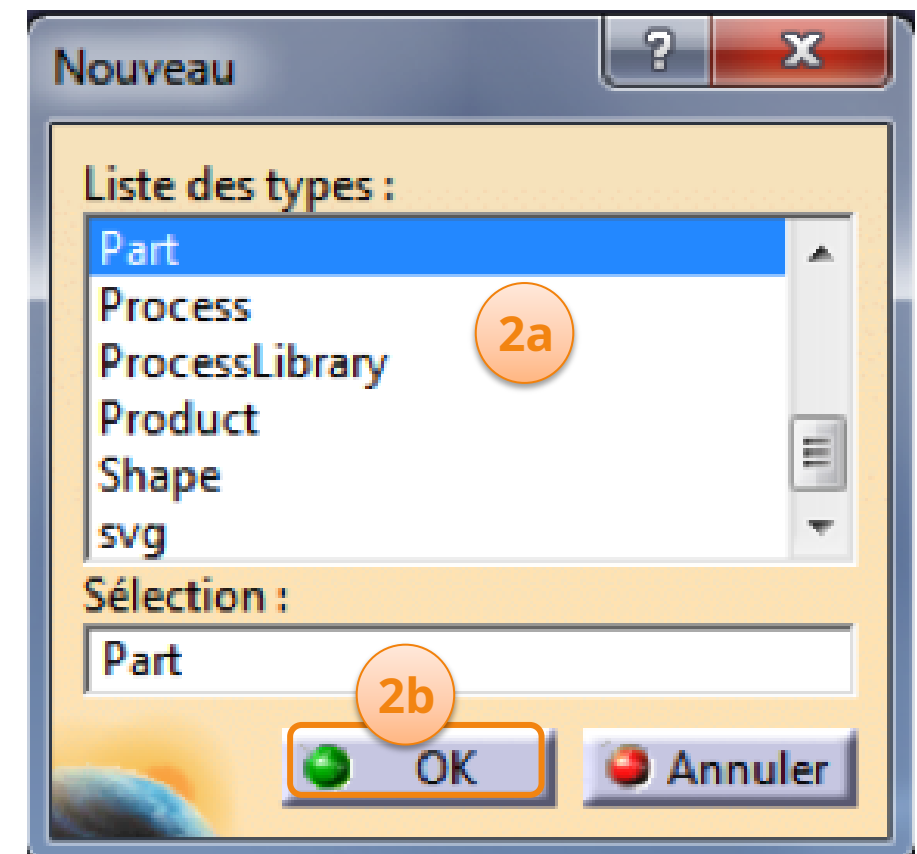 Nouveau
?
Liste des types :
Part
Process
2a
ProcessLibrary
Product
Shape
svg
Sélection :
Part
2b
OK
Annuler